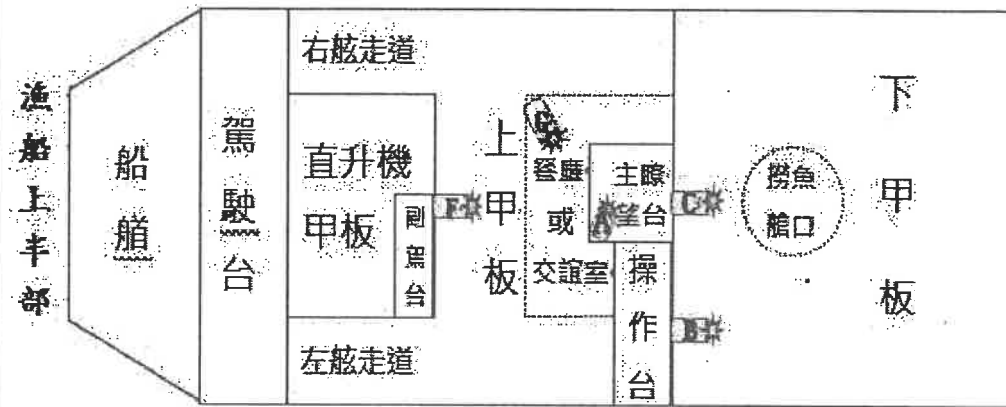 漁船上半部
船艏
駕駛台
右舷走道
直升機
甲板
副駕台
F
左舷走道
上甲板
G
餐廳
或
交誼室
主瞭
望台
A
操作台
C
B
撈魚
艙口
下甲板